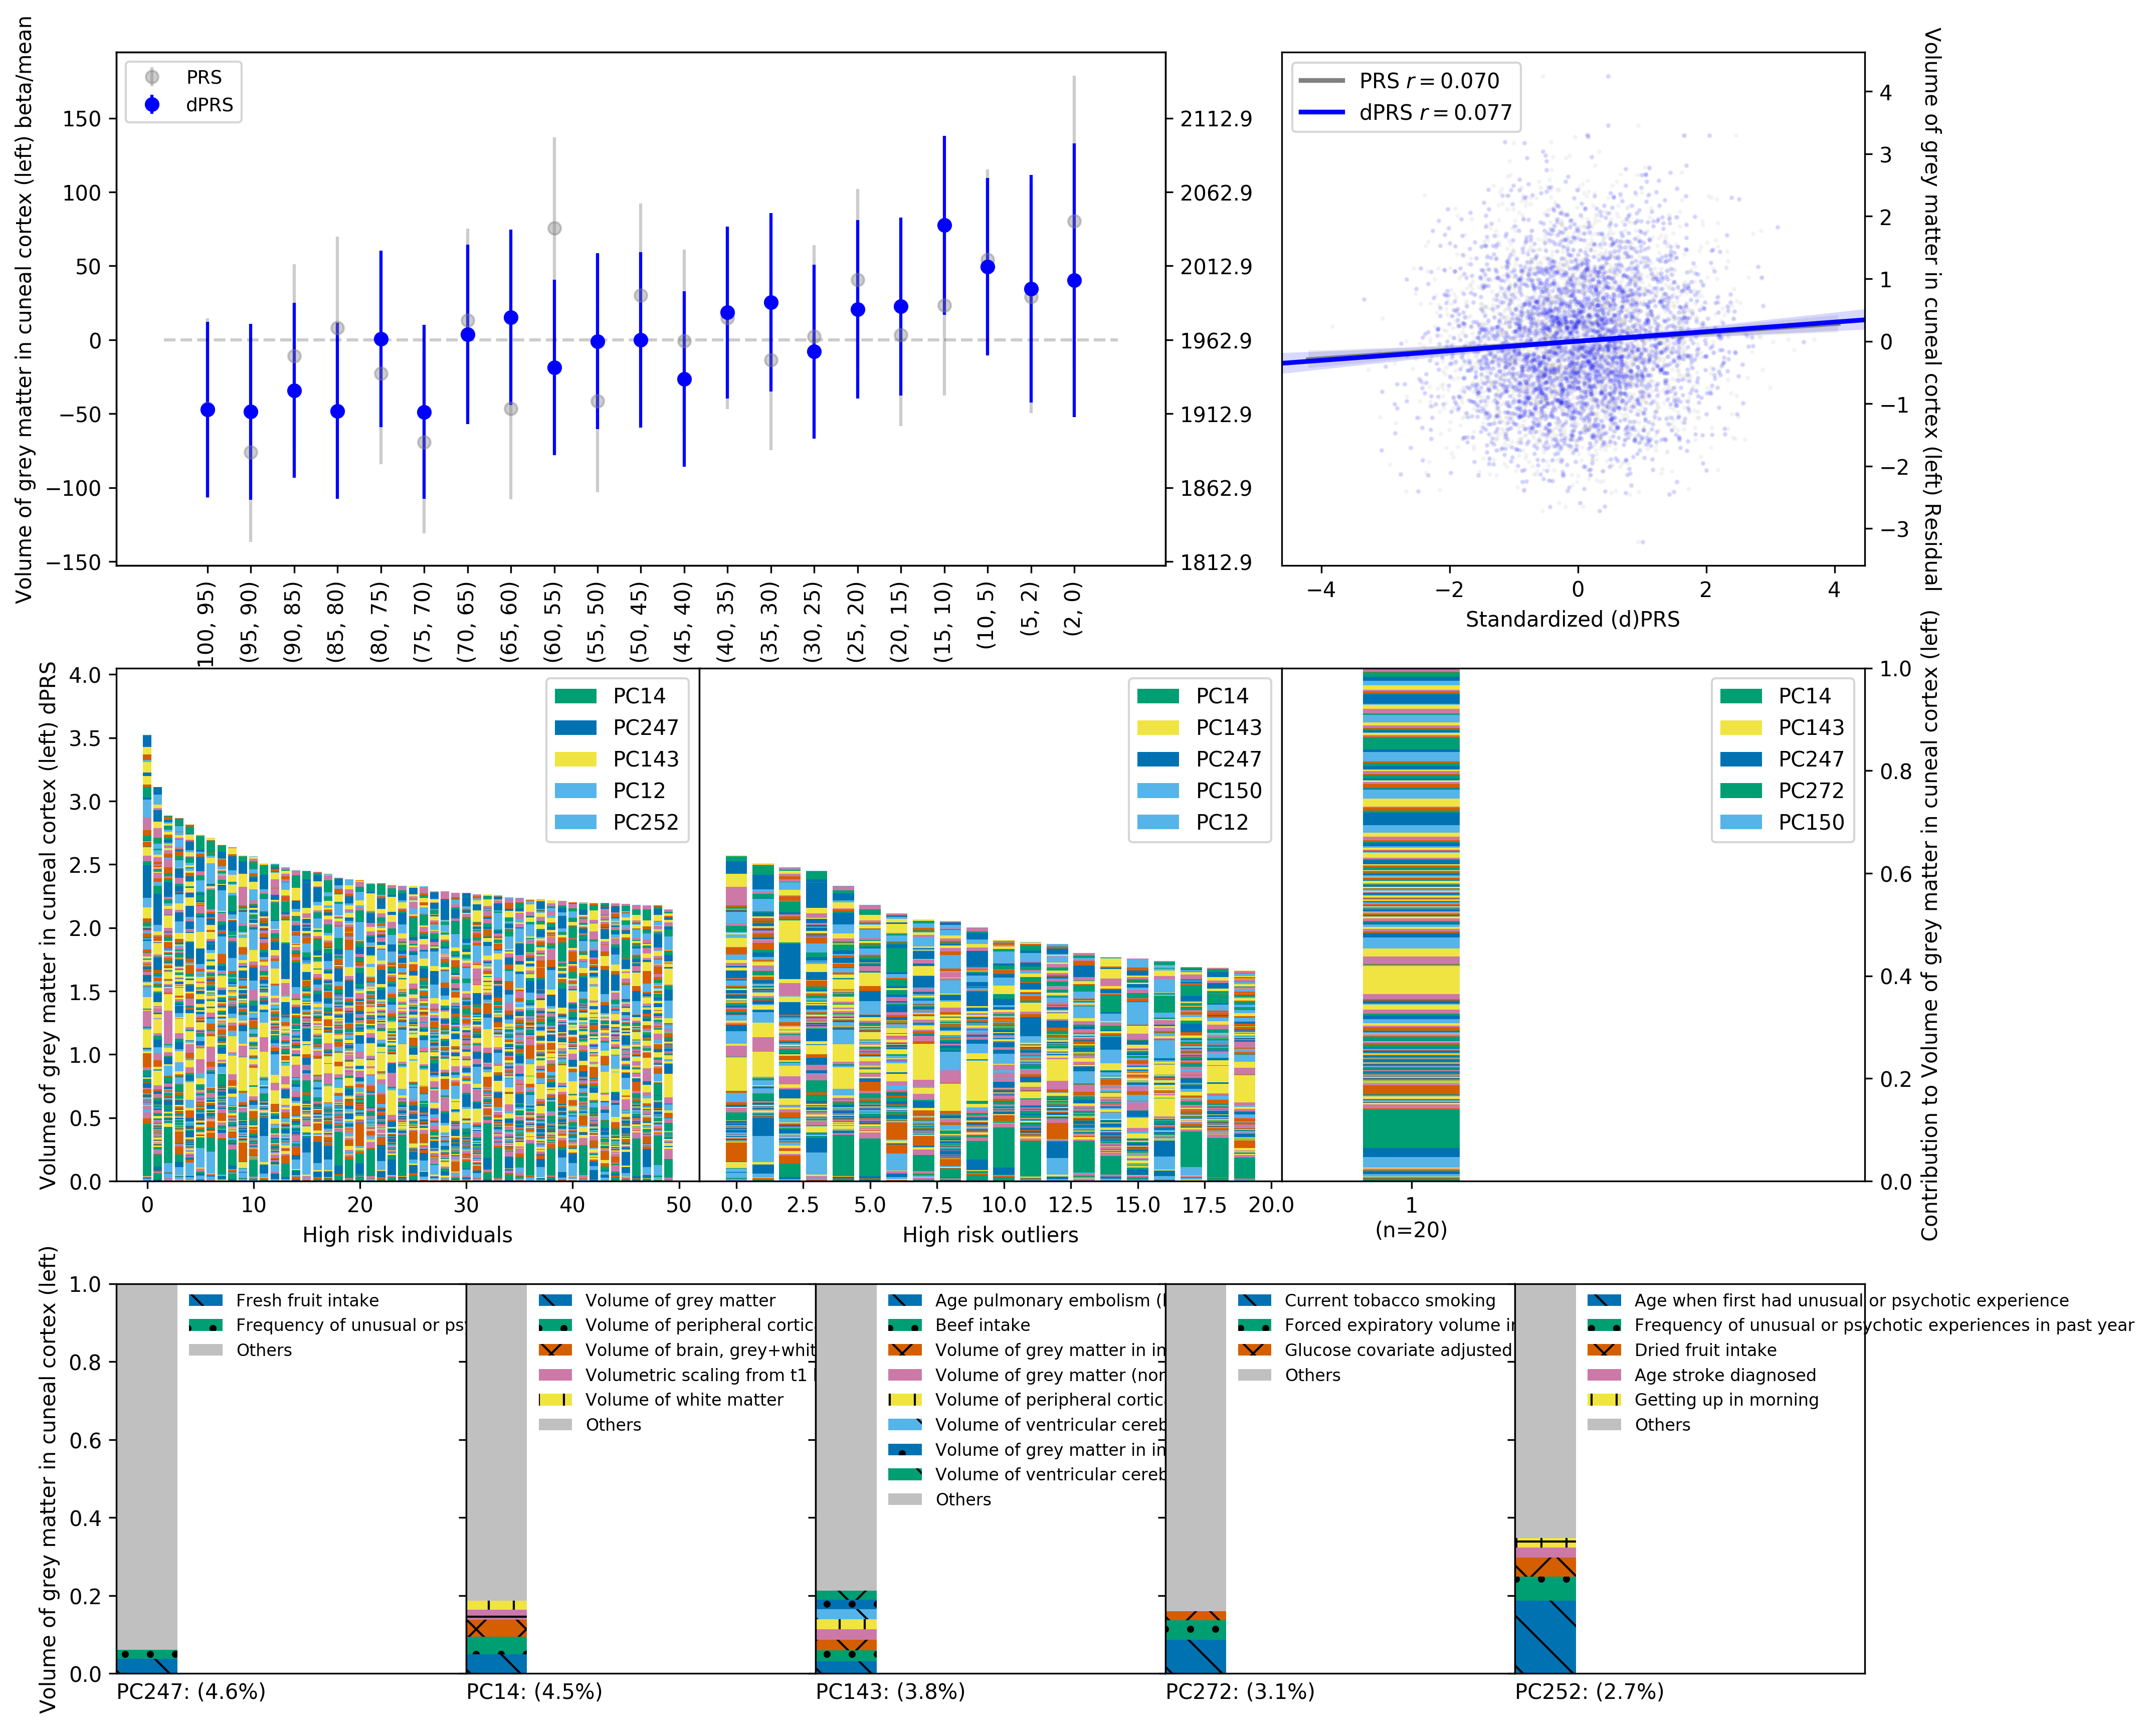 Volume of grey matter in cuneal cortex (left) beta/mean
150
100
50
0
−50
−100
−150
PRS
dPRS
2112.9
2062.9
2012.9
1962.9
1912.9
1862.9
1812.9
100, 95)
(95, 90)
(90, 85)
(85, 80)
(80, 75)
(75, 70)
(70, 65)
(65, 60)
(60, 55)
(55, 50)
(50, 45)
(45, 40)
(40, 35)
(35, 30)
(30, 25)
(25, 20)
(20, 15)
(15, 10)
(10, 5)
(5, 2)
(2, 0)
PRS r = 0.070
dPRS r = 0.077
4
3
2
1
0
−1
−2
−3
Volume of grey matter in cuneal cortex (left) Residual
−4 −2 0 2 4
Standardized (d)PRS
Volume of grey matter in cuneal cortex (left) dPRS
4.0
3.5
3.0
2.5
2.0
1.5
1.0
0.5
0.0
PC14
PC247
PC143
PC12
PC252
0 10 20 30 40 50
High risk individuals
PC14
PC143
PC247
PC150
PC12
0.0 2.5 5.0 7.5 10.0 12.5 15.0 17.5 20.0
High risk outliers
PC14
PC143
PC247
PC272
PC150
1
(n=20)
1.0
0.8
0.6
0.4
0.2
0.0
Contribution to Volume of grey matter in cuneal cortex (left)
Volume of grey matter in cuneal cortex (left)
1.0
0.8
0.6
0.4
0.2
0.0
Fresh fruit intake
Frequency of unusual or psy
Others
PC247: (4.6%)
Volume of grey matter
Volume of peripheral cortic
Volume of brain, grey+whit
Volumetric scaling from t1
Volume of white matter
Others
PC14: (4.5%)
Age pulmonary embolism (
Beef intake
Volume of grey matter in in
Volume of grey matter (nor
Volume of peripheral cortic
Volume of ventricular cereb
Volume of grey matter in in
Volume of ventricular cereb
Others
PC143: (3.8%)
Current tobacco smoking
Forced expiratory volume in
Glucose covariate adjusted
Others
PC272: (3.1%)
Age when first had unusual or psychotic experience
Frequency of unusual or psychotic experiences in past year
Dried fruit intake
Age stroke diagnosed
Getting up in morning
Others
PC252: (2.7%)